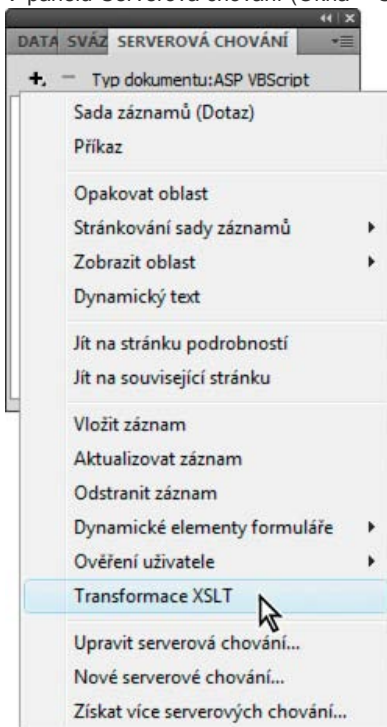 V panelu Serverová chování (Okna
DATA SVÁZ SERVEROVÁ CHOVÁNÍ
Typ dokumentu:ASP VBScript
Sada záznamů (Dotaz)
Příkaz
Opakovat oblast
Stránkování sady záznamů
Zobrazit oblast
Dynamický text
Jít na stránku podrobností
Jít na související stránku
Vložit záznam
Aktualizovat záznam
Odstranit záznam
Dynamické elementy formuláře
Ověření uživatele
Transformace XSLT
Upravit serverová chování...
Nové serverové chování...
Získat více serverových chování...